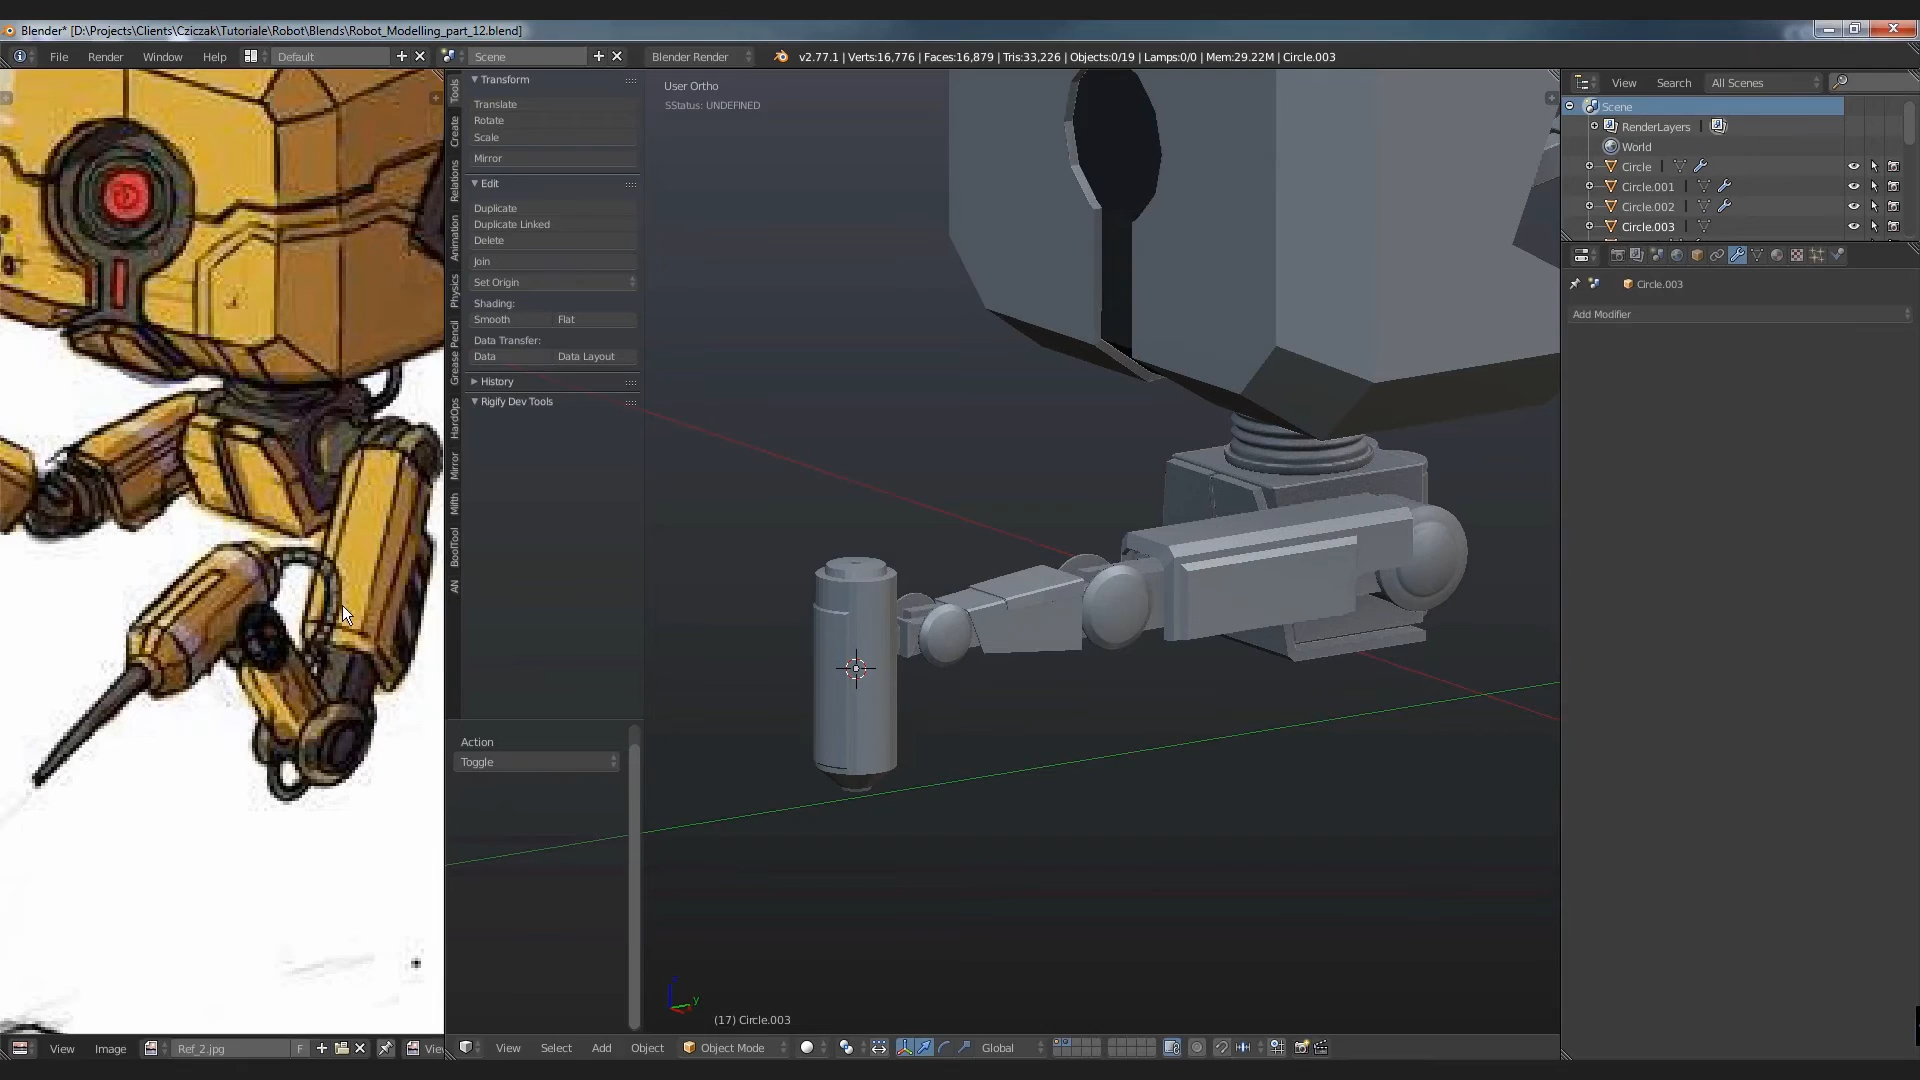 Blender* [D:\Projects\Clients\Cziczak\Tutoriale\Robot\Blends\Robot_Modelling_part_12.blend]
File Render Window Help Default Scene Blender Render v2.77.1 | Verts:16,776 | Faces:16,879 | Tris:33,226 | Objects:0/19 | Lamps:0/0 | Mem:29.22M | Circle.003
Tools
Create
Relations
Animation
Physics
Grease Pencil
HardOps
Mirror
Mifth
BoolTool
AN
Transform
Translate
Rotate
Scale
Mirror
Edit
Duplicate
Duplicate Linked
Delete
Join
Set Origin
Shading:
Smooth Flat
Data Transfer:
Data Data Layout
History
Rigify Dev Tools
Action
Toggle
User Ortho
SStatus: UNDEFINED
y
(17) Circle.003
View Search All Scenes
Scene
RenderLayers
World
Circle
Circle.001
Circle.002
Circle.003
Circle.003
Add Modifier
View Image Ref_2.jpg F
View Select Add Object Object Mode Global